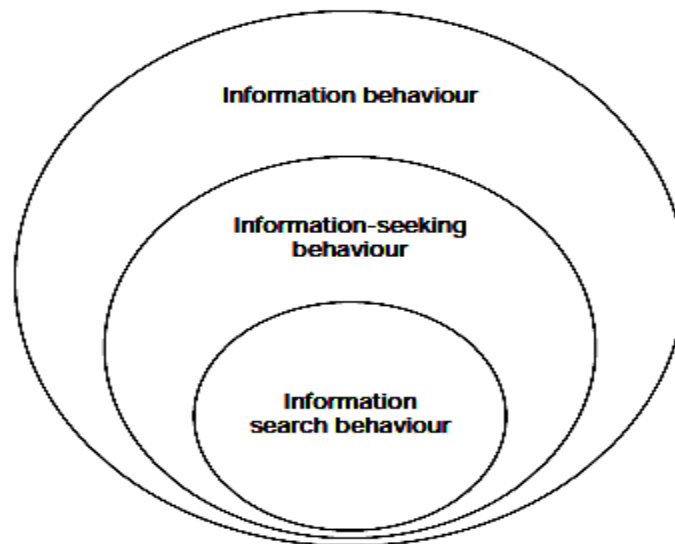 Information behaviour
Information-seeking
behaviour
Information
search behaviour